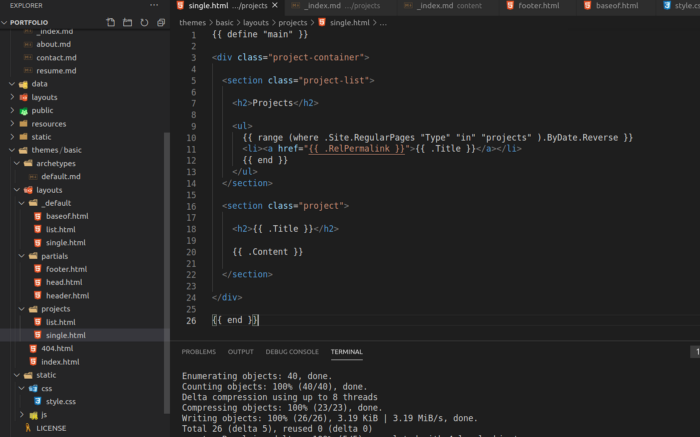 EXPLORER
PORTFOLIO
_index.md
about.md
contact.md
resume.md
data
layouts
public
resources
static
themes/basic
archetypes
default.md
layouts
_default
baseof.html
list.html
single.html
partials
footer.html
head.html
header.html
projects
list.html
single.html
404.html
index.html
static
css
style.css
js
LICENSE
single.html .../projects
_index.md .../projects
_index.md content
footer.html
baseof.html
themes > basic > layouts > projects > single.html > ...
1 {{ define "main" }}
2
3 <div class="project-container">
4
5 <section class="project-list">
6
7 <h2>Projects</h2>
8
9 <ul>
10 {{ range (where .Site.RegularPages "Type" "in" "projects" ).ByDate.Reverse }}
11 <li><a href="{{ .RelPermalink }}">{{ .Title }}</a></li>
12 {{ end }}
13 </ul>
14 </section>
15
16 <section class="project">
17
18 <h2>{{ .Title }}</h2>
19
20 {{ .Content }}
21
22 </section>
23
24 </div>
25
26 {{ end }}
PROBLEMS OUTPUT DEBUG CONSOLE TERMINAL
Enumerating objects: 40, done.
Counting objects: 100% (40/40), done.
Delta compression using up to 8 threads
Compressing objects: 100% (23/23), done.
Writing objects: 100% (26/26), 3.19 KiB | 3.19 MiB/s, done.
Total 26 (delta 5), reused 0 (delta 0)